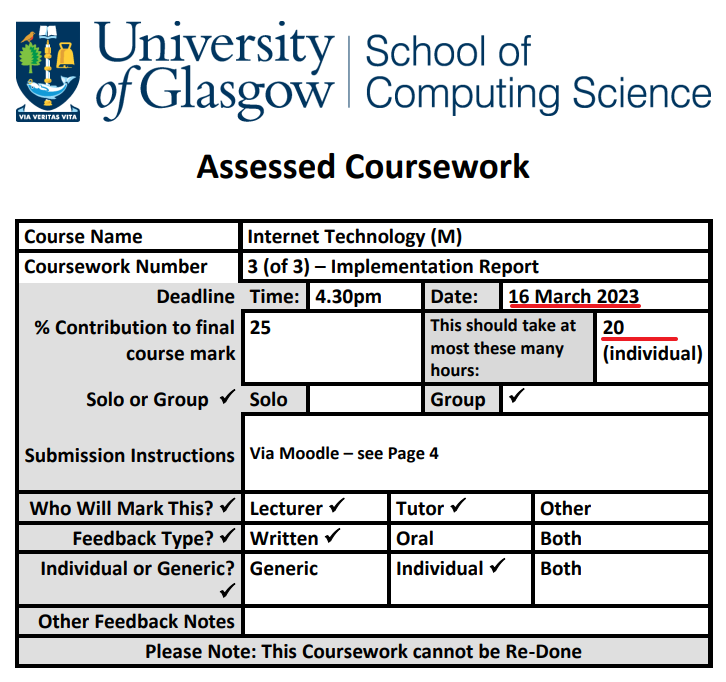 University of Glasgow
School of Computing Science
VIA VERITAS VITA
Assessed Coursework
Course Name Internet Technology (M)
Coursework Number 3 (of 3) – Implementation Report
Deadline Time: 4.30pm Date: 16 March 2023
% Contribution to final course mark 25 This should take at most these many hours: 20 (individual)
Solo or Group ✓ Solo Group ✓
Submission Instructions Via Moodle – see Page 4
Who Will Mark This? ✓ Lecturer ✓ Tutor ✓ Other
Feedback Type? ✓ Written ✓ Oral Both
Individual or Generic? ✓ Generic Individual ✓ Both
Other Feedback Notes
Please Note: This Coursework cannot be Re-Done